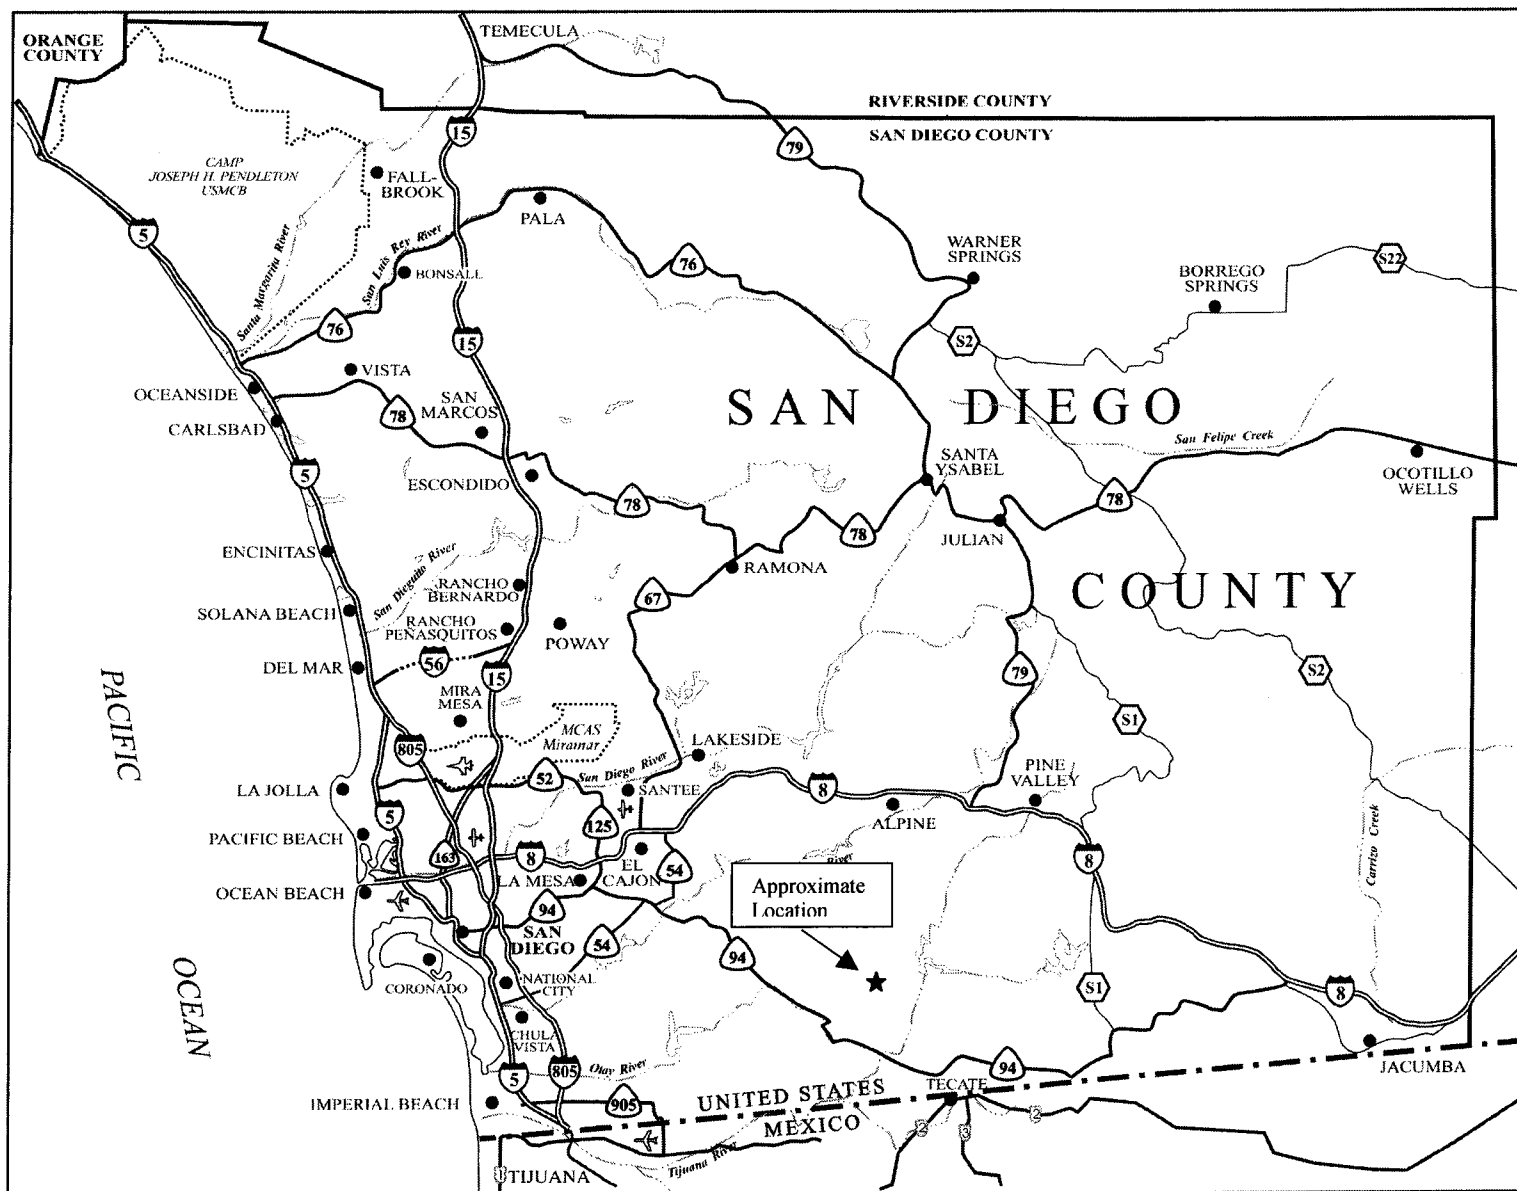 ORANGE
COUNTY
TEMECULA
RIVERSIDE COUNTY
SAN DIEGO COUNTY
15
79
CAMP
JOSEPH H. PENDLETON
USMCB
FALL-
BROOK
5
PALA
Santa Margarita River
San Luis Rey River
BONSALL
76
76
WARNER
SPRINGS
BORREGO
SPRINGS
S22
15
S2
VISTA
OCEANSIDE
SAN
MARCOS
78
CARLSBAD
SAN DIEGO
San Felipe Creek
5
ESCONDIDO
SANTA
YSABEL
OCOTILLO
WELLS
78
78
78
JULIAN
ENCINITAS
San Dieguito River
RAMONA
RANCHO
BERNARDO
67
COUNTY
SOLANA BEACH
RANCHO
PEÑASQUITOS
POWAY
56
DEL MAR
15
79
S2
PACIFIC
OCEAN
MIRA
MESA
MCAS
Miramar
S1
805
LAKESIDE
52
San Diego River
SANTEE
PINE
VALLEY
LA JOLLA
8
ALPINE
5
125
PACIFIC BEACH
163
8
EL
CAJON
54
River
8
Carrizo Creek
LA MESA
OCEAN BEACH
Approximate
Location
94
SAN
DIEGO
54
94
CORONADO
NATIONAL
CITY
S1
8
CHULA
VISTA
Otay River
5
805
94
JACUMBA
IMPERIAL BEACH
905
UNITED STATES
MEXICO
TECATE
2
3
2
Tijuana River
1
TIJUANA